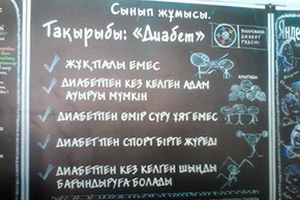 Сынып жұмысы.
Тақырыбы: «Диабет»
ЖҰҚПАЛЫ ЕМЕС
ДИАБЕТПЕН КЕЗ КЕЛГЕН АДАМ
АУЫРУЫ МҮМКІН
ДИАБЕТПЕН ӨМІР СҮРУ ҰЯТ ЕМЕС
ДИАБЕТПЕН СПОРТ БІРГЕ ЖҮРЕДІ
ДИАБЕТПЕН КЕЗ КЕЛГЕН ШЫҢДЫ
БАҒЫНДЫРУҒА БОЛАДЫ